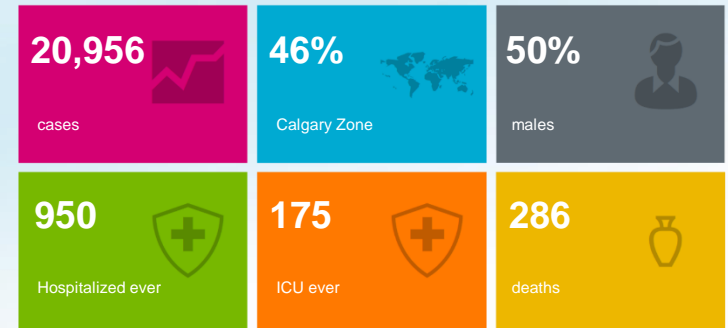 20,956
cases
46%
Calgary Zone
50%
males
950
Hospitalized ever
175
ICU ever
286
deaths